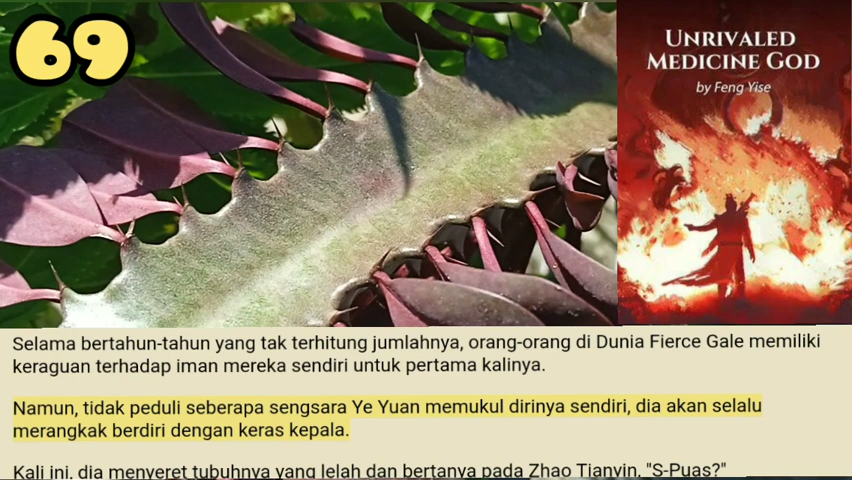 69
UNRIVALED
MEDICINE GOD
by Feng Yise
Selama bertahun-tahun yang tak terhitung jumlahnya, orang-orang di Dunia Fierce Gale memiliki
keraguan terhadap iman mereka sendiri untuk pertama kalinya.
Namun, tidak peduli seberapa sengsara Ye Yuan memukul dirinya sendiri, dia akan selalu
merangkak berdiri dengan keras kepala.
Kali ini, dia menyeret tubuhnya yang lelah dan bertanya pada Zhao Tianyin, "S-Puas?"